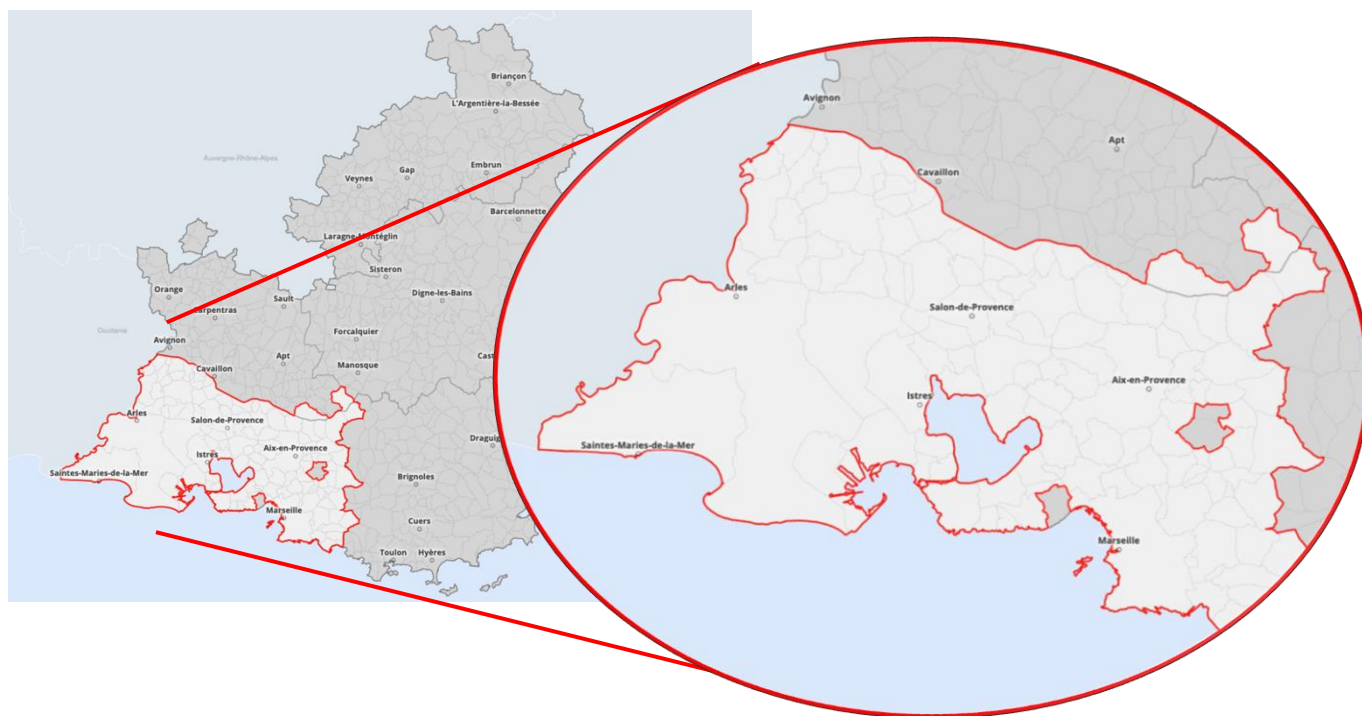 Briançon
L'Argentière-la-Bessée
Auvergne-Rhône-Alpes
Gap
Embrun
Veynes
Barcelonnette
Laragne-Montéglin
Sisteron
Orange
Sault
Digne-les-Bains
Carpentras
Occitanie
Forcalquier
Avignon
Apt
Cast
Cavaillon
Manosque
Arles
Salon-de-Provence
Draguig
Aix-en-Provence
Istres
Saintes-Maries-de-la-Mer
Brignoles
Marseille
Cuers
Toulon
Hyères
Avignon
Apt
Cavaillon
Arles
Salon-de-Provence
Aix-en-Provence
Istres
Saintes-Maries-de-la-Mer
Marseille